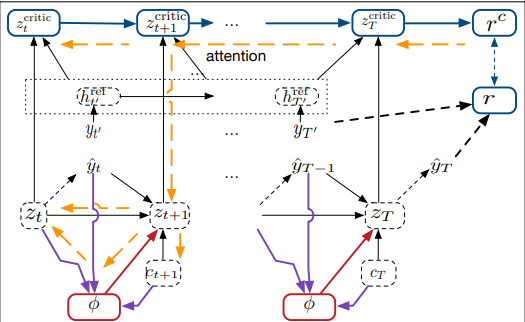 z_t^critic z_{t+1}^critic ... z_T^critic r^c
attention
...
h_{t'}^ref h_{T'}^ref r
y_{t'} ... y_{T'}
ŷ_t ... ŷ_{T−1} ŷ_T
z_t z_{t+1} z_T
c_{t+1} c_T
ϕ ϕ